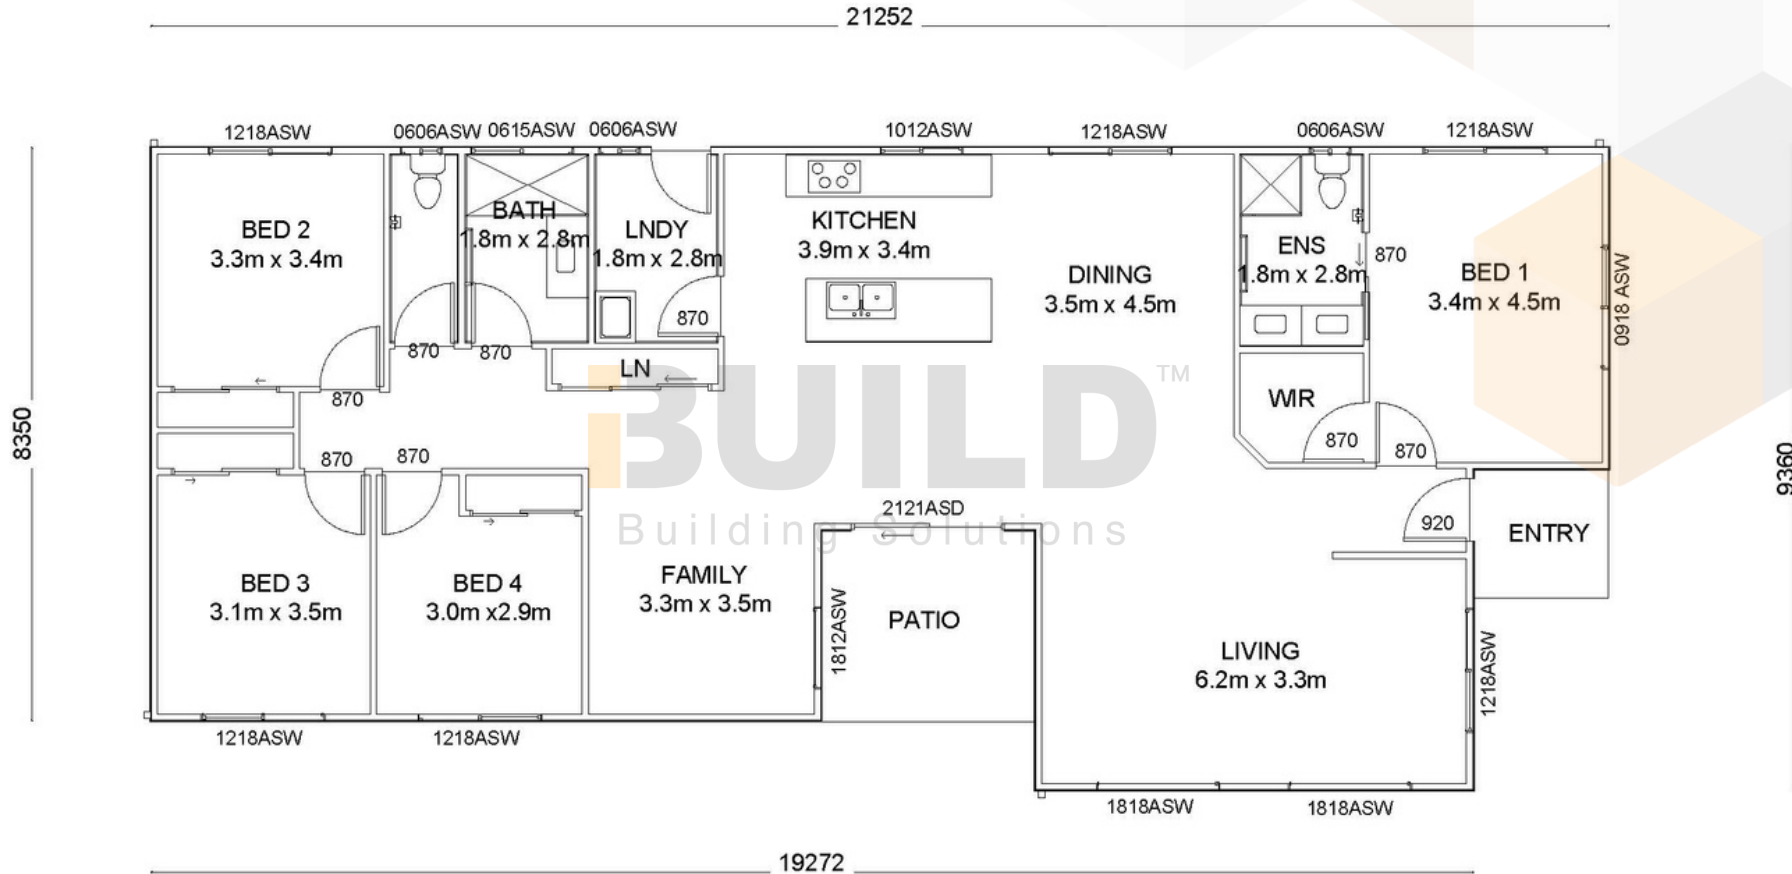 21252
1218ASW
0606ASW
0615ASW
0606ASW
1012ASW
1218ASW
0606ASW
1218ASW
BED 2
3.3m x 3.4m
BATH
1.8m x 2.8m
LNDY
1.8m x 2.8m
KITCHEN
3.9m x 3.4m
DINING
3.5m x 4.5m
ENS
1.8m x 2.8m
870
BED 1
3.4m x 4.5m
0918 ASW
870
870
870
LN
870
WIR
870
870
8350
9360
870
870
iBUILD™
Building Solutions
2121ASD
920
ENTRY
BED 3
3.1m x 3.5m
BED 4
3.0m x2.9m
FAMILY
3.3m x 3.5m
1812ASW
PATIO
LIVING
6.2m x 3.3m
1218ASW
1218ASW
1218ASW
1818ASW
1818ASW
19272